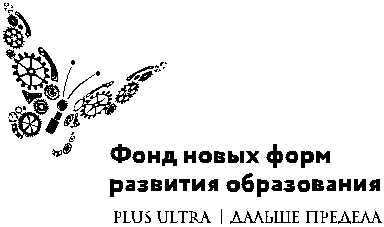 Фонд новых форм
развития образования
PLUS ULTRA | ДАЛЬШЕ ПРЕДЕЛА